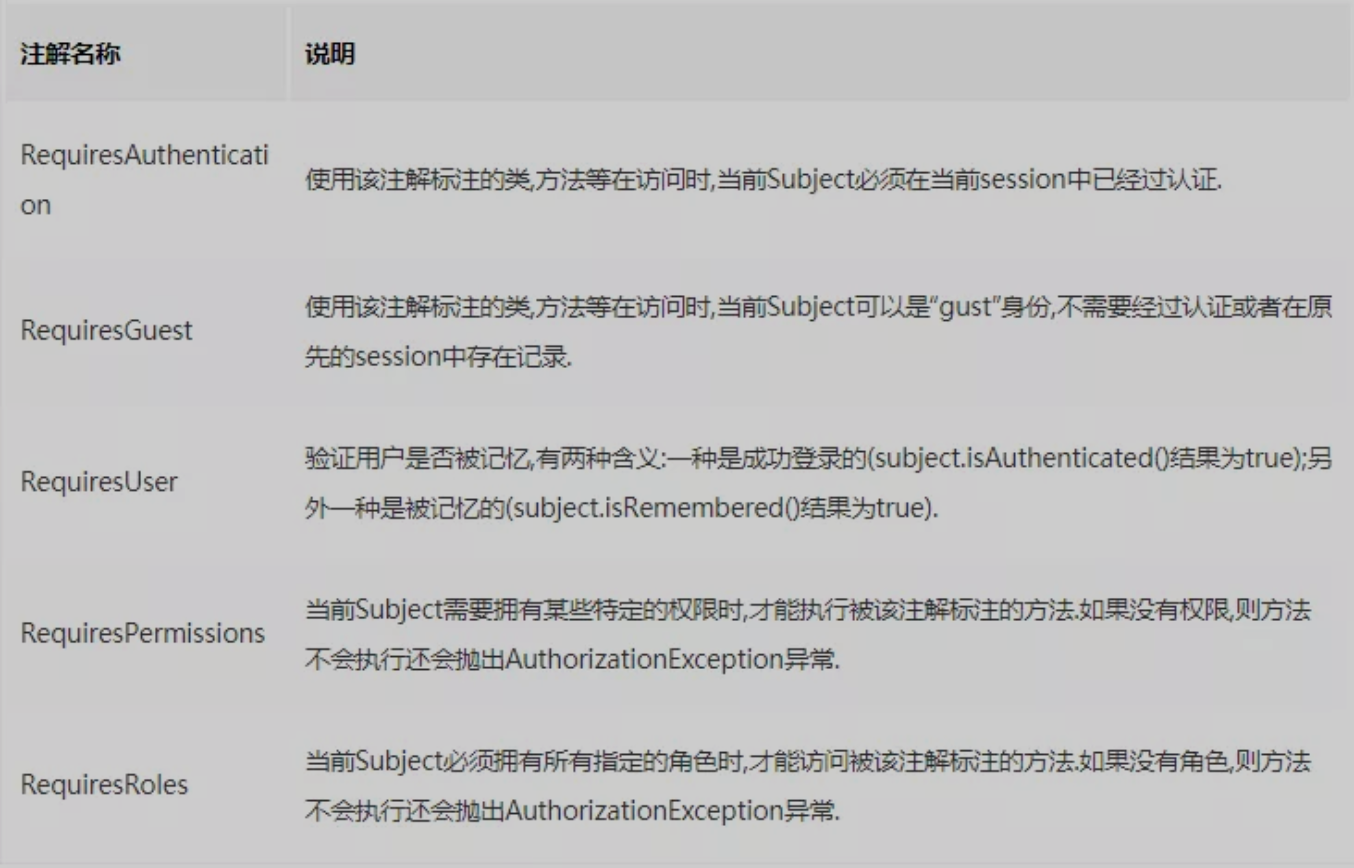 注解名称 说明
RequiresAuthenticati
on
使用该注解标注的类,方法等在访问时,当前Subject必须在当前session中已经过认证.
RequiresGuest
使用该注解标注的类,方法等在访问时,当前Subject可以是“gust”身份,不需要经过认证或者在原
先的session中存在记录.
RequiresUser
验证用户是否被记忆,有两种含义:一种是成功登录的(subject.isAuthenticated()结果为true);另
外一种是被记忆的(subject.isRemembered()结果为true).
RequiresPermissions
当前Subject需要拥有某些特定的权限时,才能执行被该注解标注的方法.如果没有权限,则方法
不会执行还会抛出AuthorizationException异常.
RequiresRoles
当前Subject必须拥有所有指定的角色时,才能访问被该注解标注的方法.如果没有角色,则方法
不会执行还会抛出AuthorizationException异常.